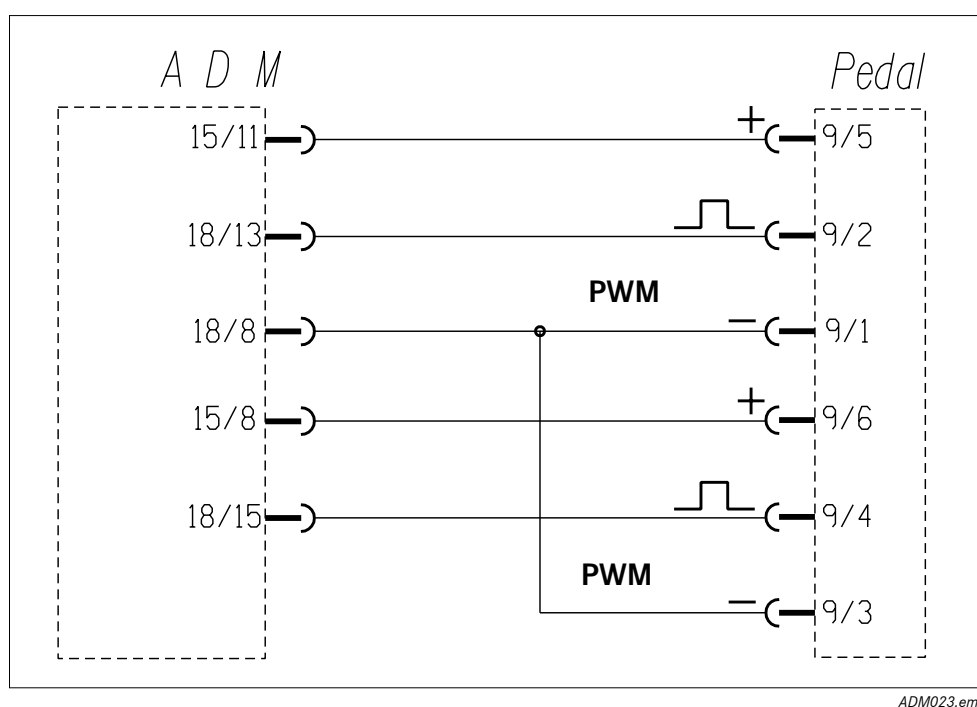 A D M Pedal
15/11 + 9/5
18/13 9/2
PWM
18/8 − 9/1
15/8 + 9/6
18/15 9/4
PWM
− 9/3
ADM023.em